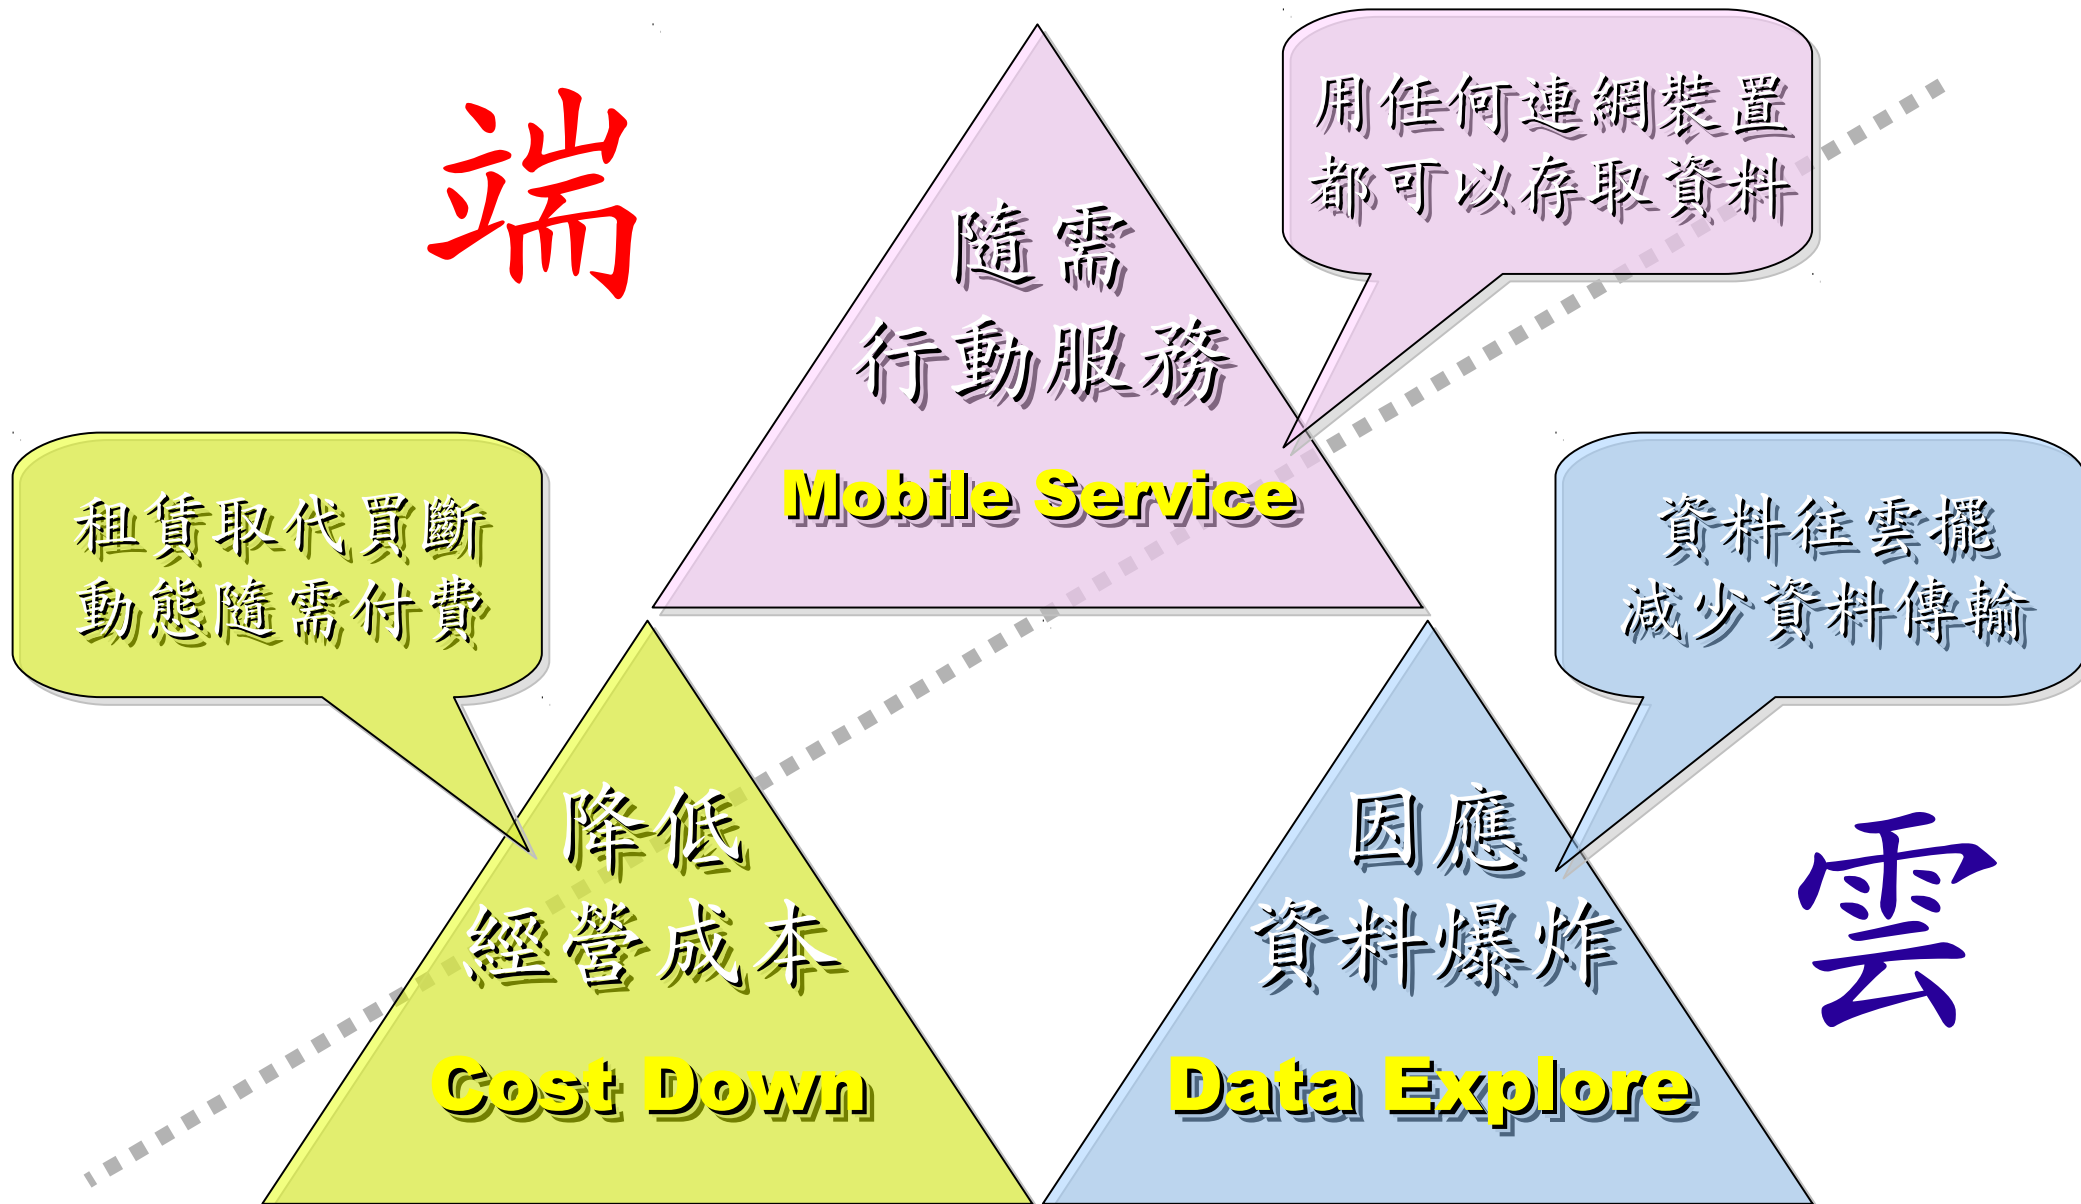 端
用任何連網裝置
都可以存取資料
隨需
行動服務
Mobile Service
租賃取代買斷
動態隨需付費
資料往雲擺
減少資料傳輸
降低
經營成本
Cost Down
因應
資料爆炸
Data Explore
雲